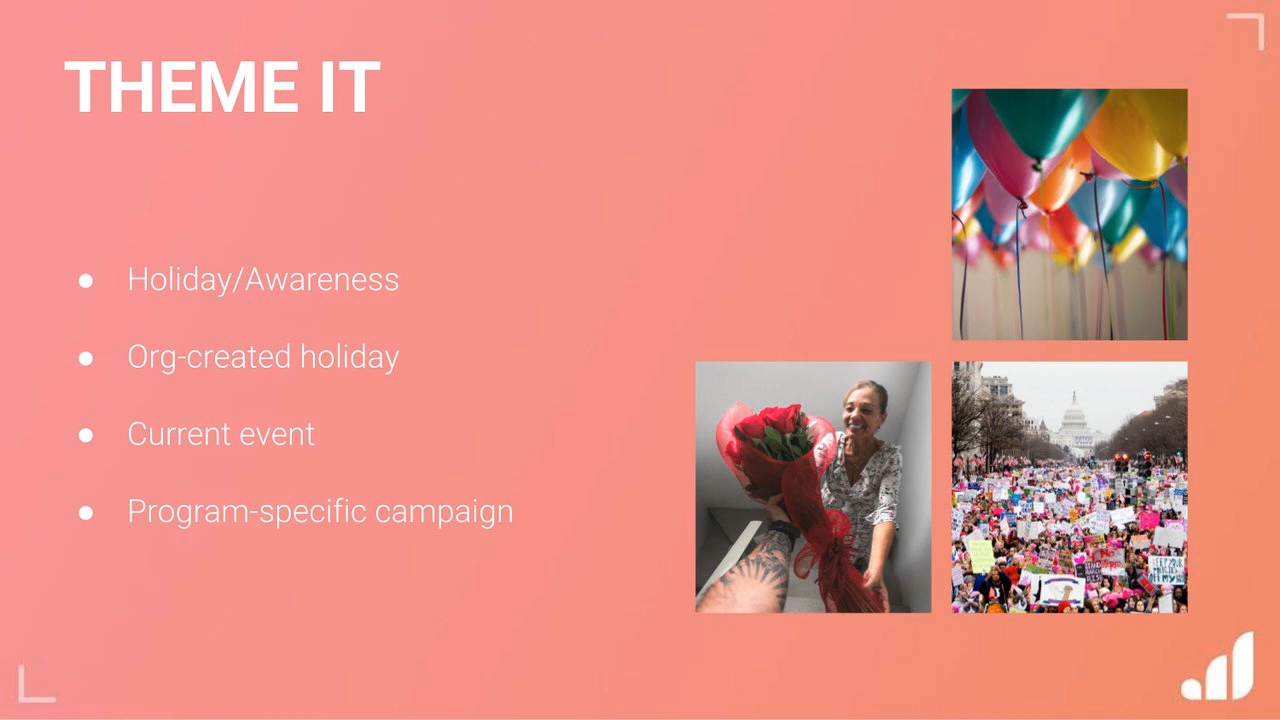 THEME IT
● Holiday/Awareness
● Org-created holiday
● Current event
● Program-specific campaign